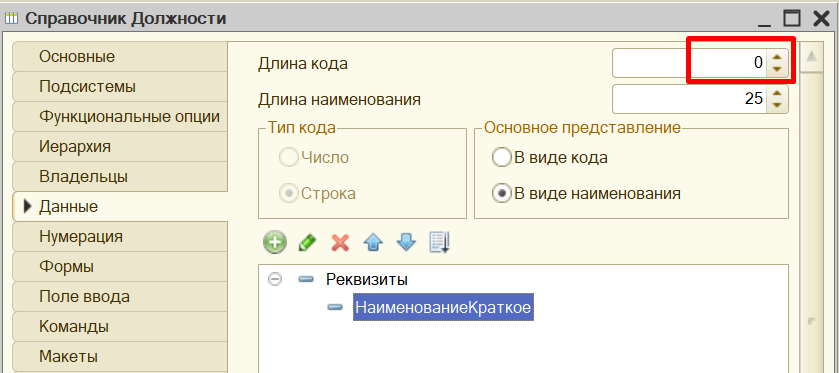 Справочник Должности
Основные
Подсистемы
Функциональные опции
Иерархия
Владельцы
Данные
Нумерация
Формы
Поле ввода
Команды
Макеты
Длина кода 0
Длина наименования 25
Тип кода
Число
Строка
Основное представление
В виде кода
В виде наименования
Реквизиты
НаименованиеКраткое